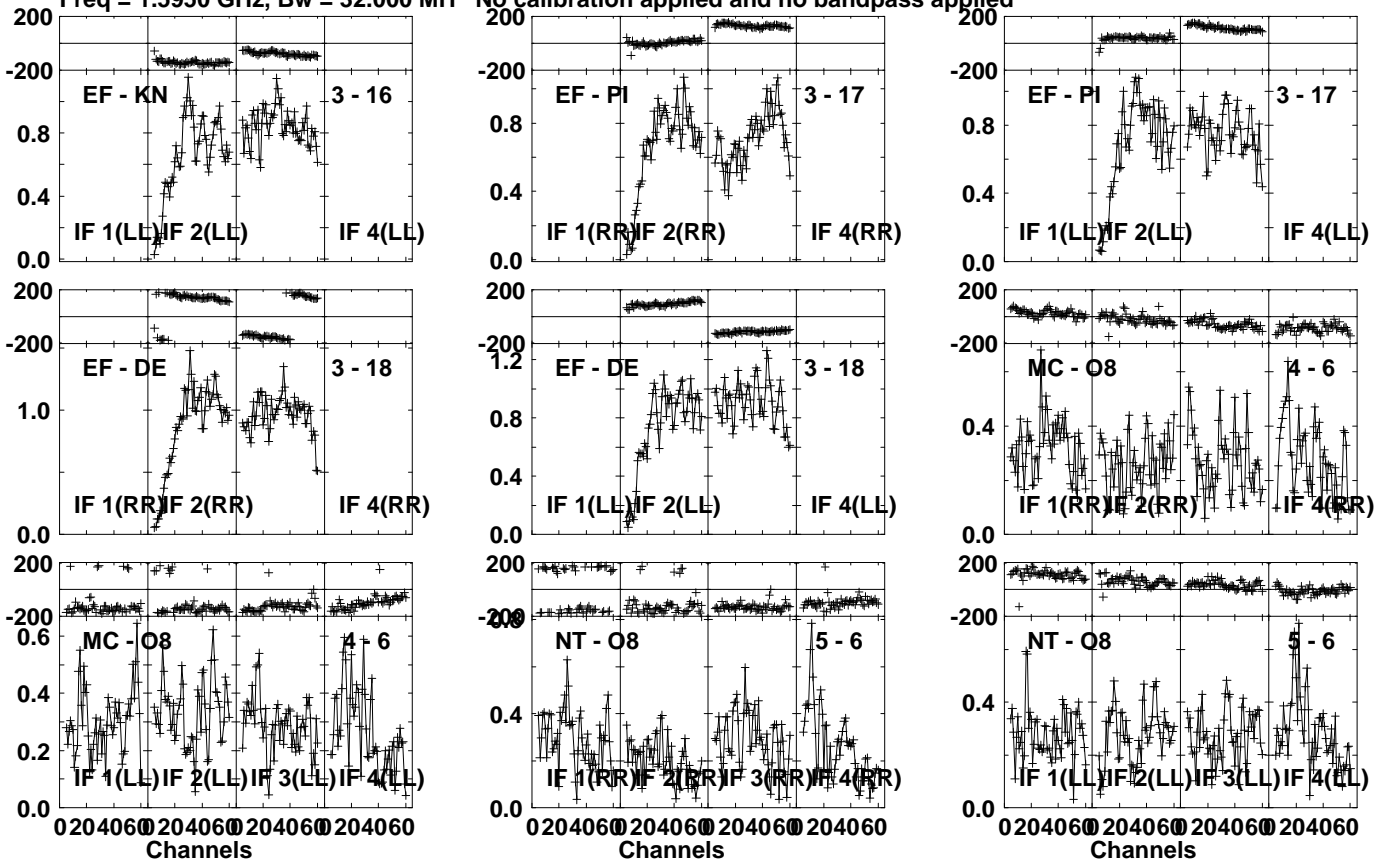 Freq = 1.5950 GHz, Bw = 32.000 MH No calibration applied and no bandpass applied
200
-200
EF - KN 3 - 16
0.8
0.4
0.0
IF 1(LL) IF 2(LL) IF 4(LL)
200
-200
EF - PI 3 - 17
0.8
0.4
0.0
IF 1(RR) IF 2(RR) IF 4(RR)
200
-200
EF - PI 3 - 17
0.8
0.4
0.0
IF 1(LL) IF 2(LL) IF 4(LL)
200
-200
EF - DE 3 - 18
1.0
0.0
IF 1(RR) IF 2(RR) IF 4(RR)
200
-200
EF - DE 3 - 18
1.2
0.8
0.4
0.0
IF 1(LL) IF 2(LL) IF 4(LL)
200
-200
MC - O8 4 - 6
0.4
0.0
IF 1(RR) IF 2(RR) IF 4(RR)
200
-200
MC - O8 4 - 6
0.6
0.4
0.2
0.0
IF 1(LL) IF 2(LL) IF 3(LL) IF 4(LL)
0 20 40 60 0 20 40 60 0 20 40 60 0 20 40 60
Channels
200
-200
0.8
NT - O8 5 - 6
0.4
0.0
IF 1(RR) IF 2(RR) IF 3(RR) IF 4(RR)
0 20 40 60 0 20 40 60 0 20 40 60 0 20 40 60
Channels
200
-200
NT - O8 5 - 6
0.4
0.0
IF 1(LL) IF 2(LL) IF 3(LL) IF 4(LL)
0 20 40 60 0 20 40 60 0 20 40 60 0 20 40 60
Channels